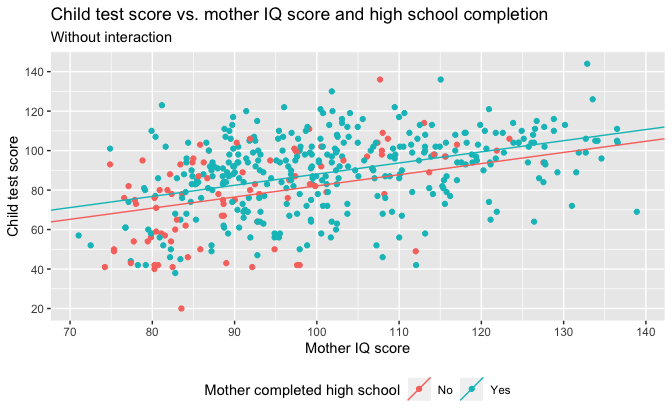 Child test score vs. mother IQ score and high school completion
Without interaction
140
120
100
80
60
40
20
Child test score
70 80 90 100 110 120 130 140
Mother IQ score
Mother completed high school No Yes